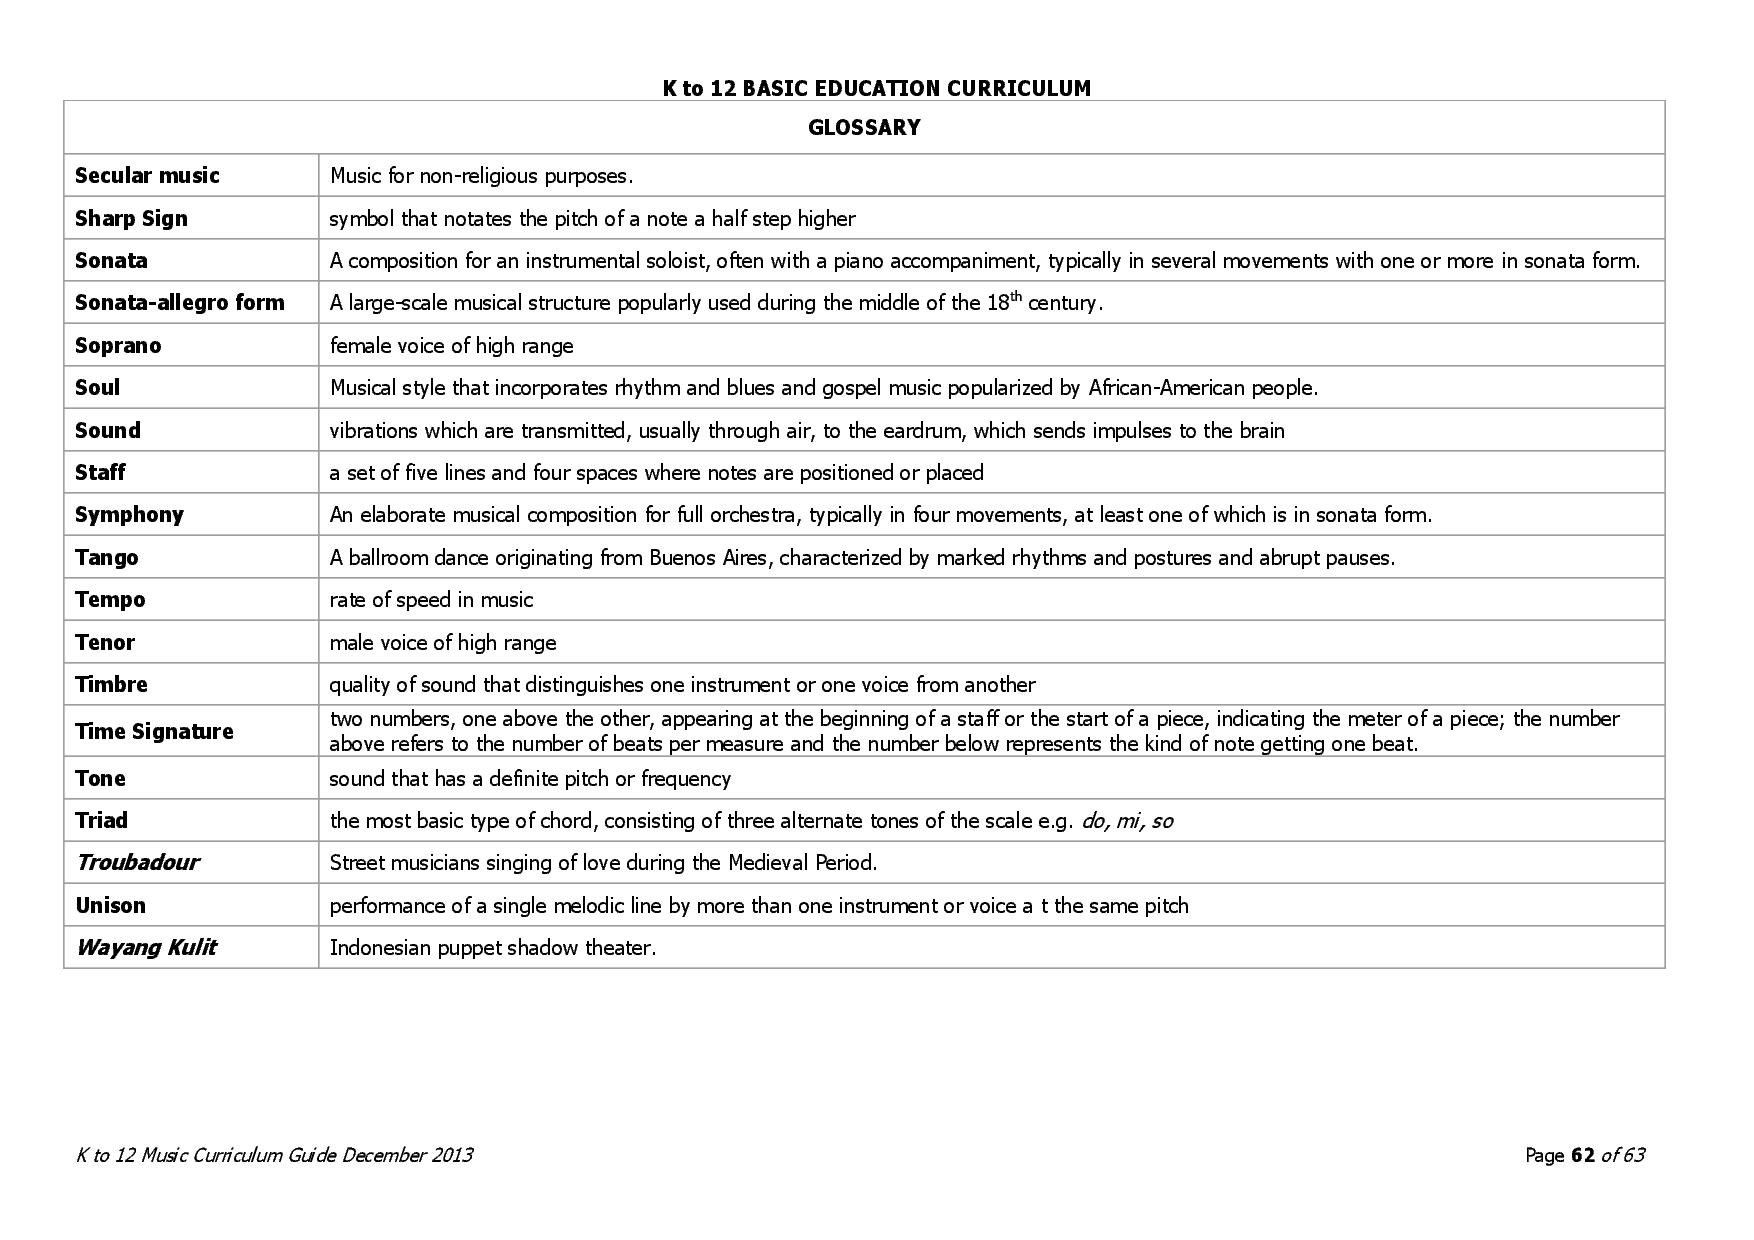 K to 12 BASIC EDUCATION CURRICULUM
GLOSSARY
Secular music Music for non-religious purposes.
Sharp Sign symbol that notates the pitch of a note a half step higher
Sonata A composition for an instrumental soloist, often with a piano accompaniment, typically in several movements with one or more in sonata form.
Sonata-allegro form A large-scale musical structure popularly used during the middle of the 18th century.
Soprano female voice of high range
Soul Musical style that incorporates rhythm and blues and gospel music popularized by African-American people.
Sound vibrations which are transmitted, usually through air, to the eardrum, which sends impulses to the brain
Staff a set of five lines and four spaces where notes are positioned or placed
Symphony An elaborate musical composition for full orchestra, typically in four movements, at least one of which is in sonata form.
Tango A ballroom dance originating from Buenos Aires, characterized by marked rhythms and postures and abrupt pauses.
Tempo rate of speed in music
Tenor male voice of high range
Timbre quality of sound that distinguishes one instrument or one voice from another
Time Signature two numbers, one above the other, appearing at the beginning of a staff or the start of a piece, indicating the meter of a piece; the number
above refers to the number of beats per measure and the number below represents the kind of note getting one beat.
Tone sound that has a definite pitch or frequency
Triad the most basic type of chord, consisting of three alternate tones of the scale e.g. do, mi, so
Troubadour Street musicians singing of love during the Medieval Period.
Unison performance of a single melodic line by more than one instrument or voice a t the same pitch
Wayang Kulit Indonesian puppet shadow theater.
K to 12 Music Curriculum Guide December 2013 Page 62 of 63